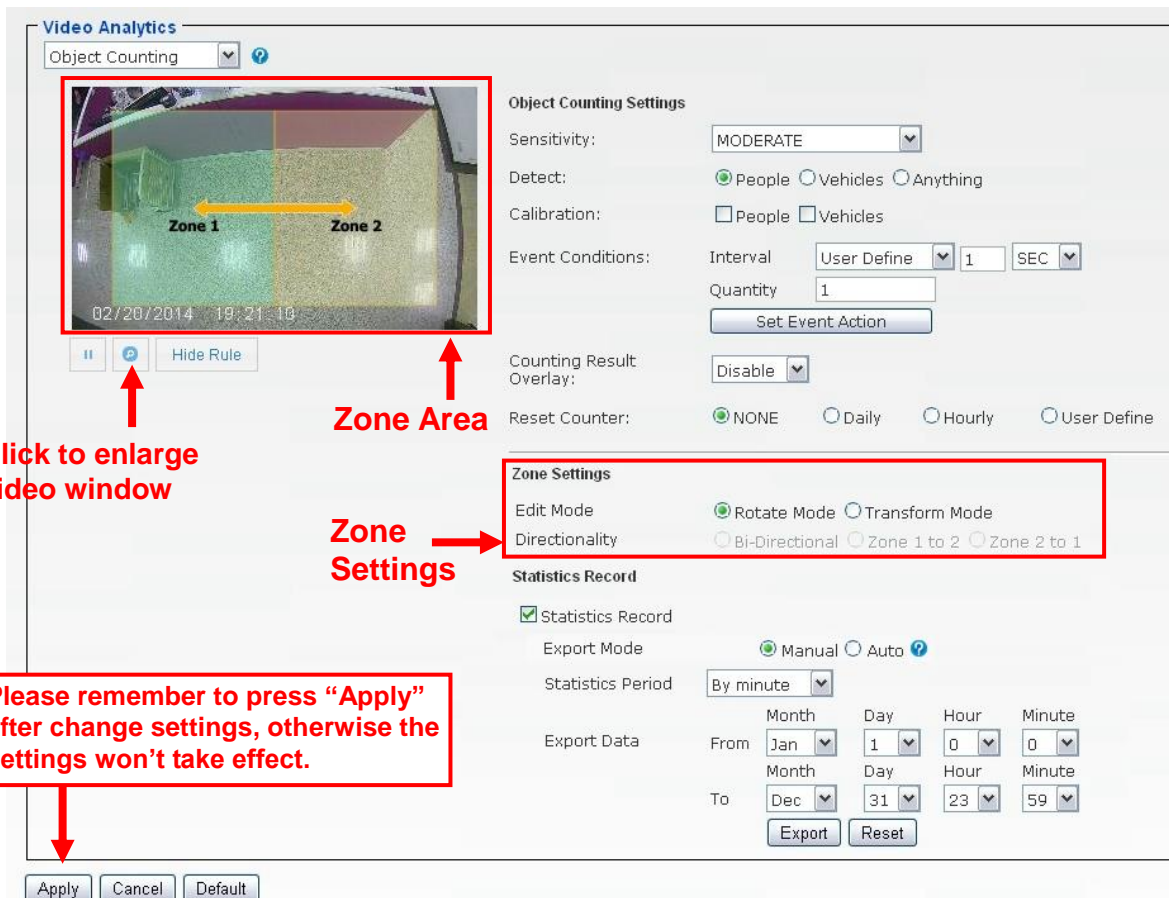 Video Analytics
Object Counting
Zone 1 Zone 2
02/20/2014 19:21:10
Hide Rule
Zone Area
lick to enlarge
ideo window
Object Counting Settings
Sensitivity: MODERATE
Detect: People Vehicles Anything
Calibration: People Vehicles
Event Conditions: Interval User Define 1 SEC
Quantity 1
Set Event Action
Counting Result
Overlay: Disable
Reset Counter: NONE Daily Hourly User Define
Zone
Settings
Zone Settings
Edit Mode Rotate Mode Transform Mode
Directionality Bi-Directional Zone 1 to 2 Zone 2 to 1
Statistics Record
Statistics Record
Export Mode Manual Auto
Statistics Period By minute
Month Day Hour Minute
Export Data From Jan 1 0 0
Month Day Hour Minute
To Dec 31 23 59
Export Reset
Please remember to press “Apply”
fter change settings, otherwise the
ettings won’t take effect.
Apply Cancel Default